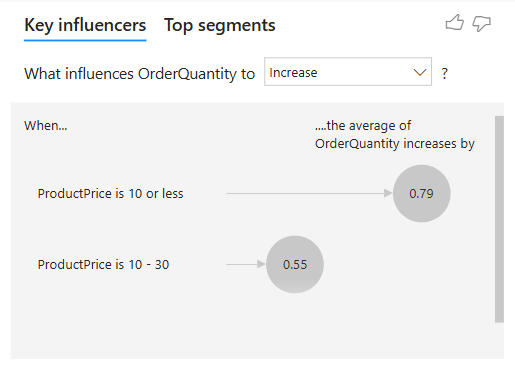 Key influencers Top segments
What influences OrderQuantity to Increase ?
When...
....the average of
OrderQuantity increases by
ProductPrice is 10 or less 0.79
ProductPrice is 10 - 30 0.55